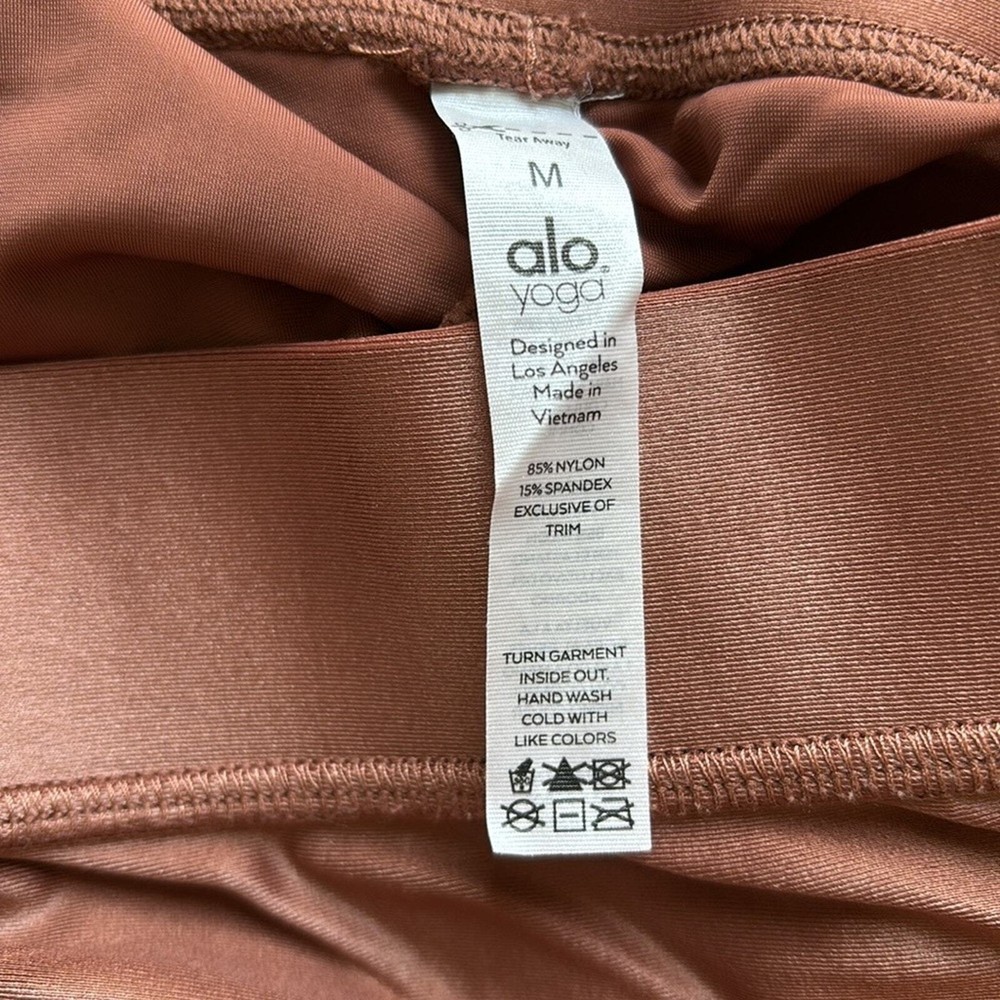 Tear Away
M
alo
yoga
Designed in
Los Angeles
Made in
Vietnam
85% NYLON
15% SPANDEX
EXCLUSIVE OF
TRIM
TURN GARMENT
INSIDE OUT.
HAND WASH
COLD WITH
LIKE COLORS